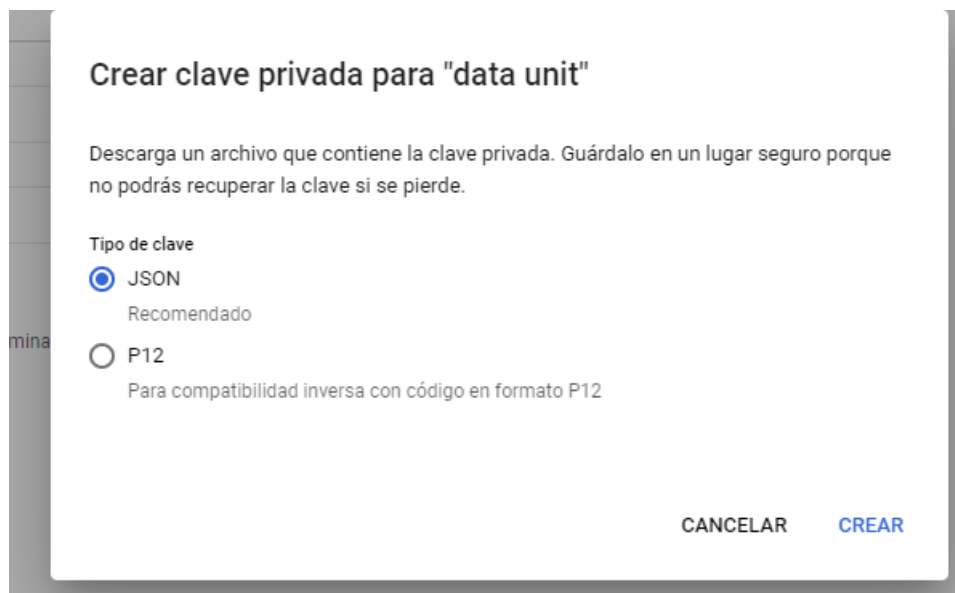 Crear clave privada para "data unit"
Descarga un archivo que contiene la clave privada. Guárdalo en un lugar seguro porque
no podrás recuperar la clave si se pierde.
Tipo de clave
JSON
Recomendado
mina
P12
Para compatibilidad inversa con código en formato P12
CANCELAR CREAR